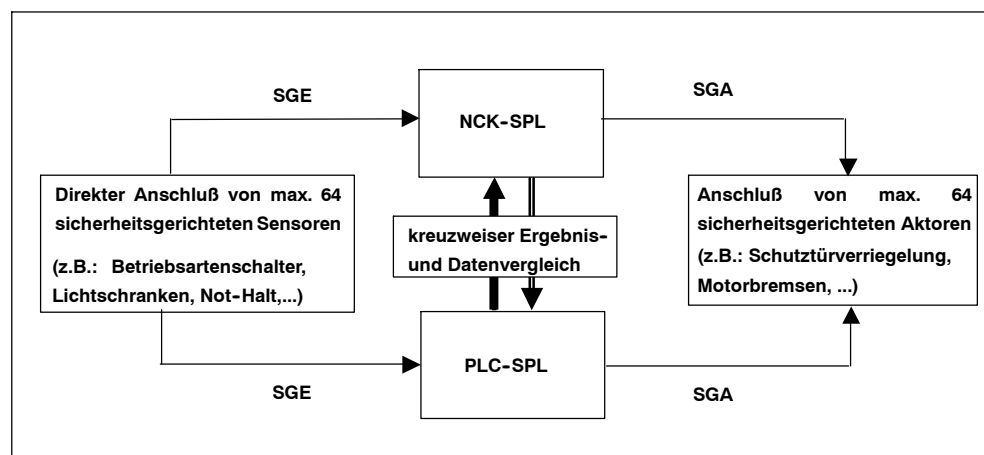 SGE
SGA
NCK-SPL
Direkter Anschluß von max. 64
sicherheitsgerichteten Sensoren
(z.B.: Betriebsartenschalter,
Lichtschranken, Not-Halt,...)
kreuzweiser Ergebnis-
und Datenvergleich
Anschluß von max. 64
sicherheitsgerichteten Aktoren
(z.B.: Schutztürverriegelung,
Motorbremsen, ...)
PLC-SPL
SGE
SGA